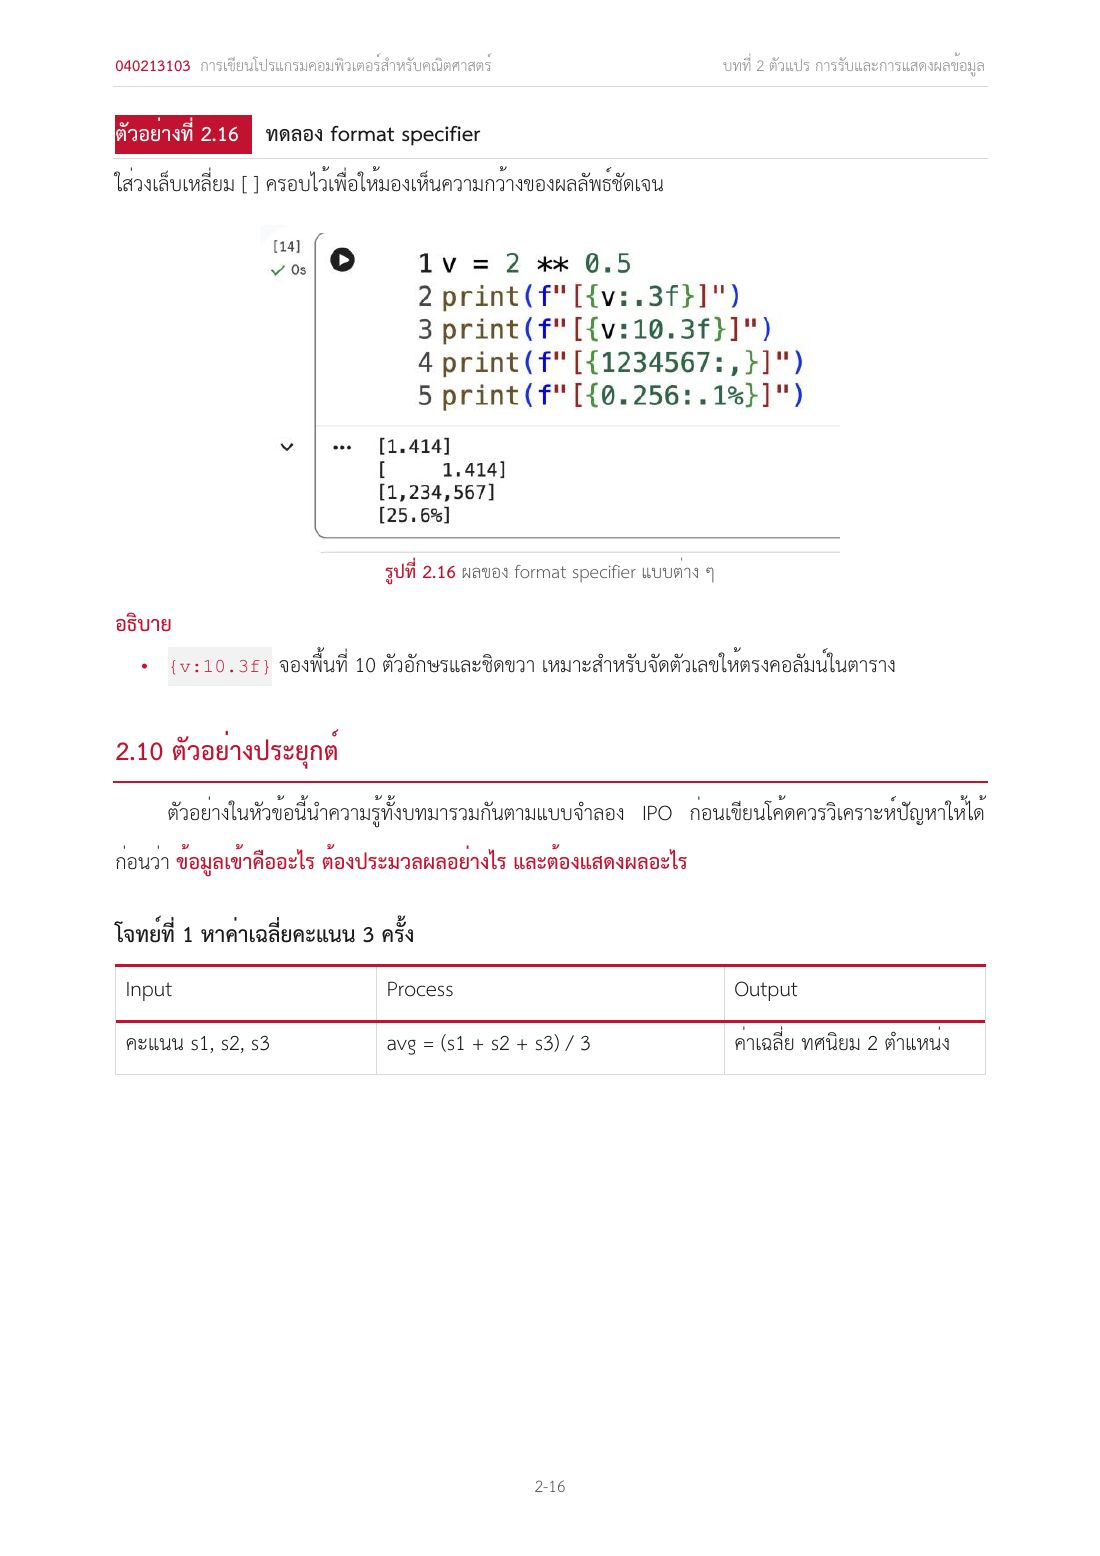 040213103 การเขียนโปรแกรมคอมพิวเตอร์สำหรับคณิตศาสตร์ บทที่ 2 ตัวแปร การรับและการแสดงผลข้อมูล
ตัวอย่างที่ 2.16 ทดลอง format specifier
ใส่วงเล็บเหลี่ยม [ ] ครอบไว้เพื่อให้มองเห็นความกว้างของผลลัพธ์ชัดเจน
[14]
0s
1 v = 2 ** 0.5
2 print(f"[{v:.3f}]")
3 print(f"[{v:10.3f}]")
4 print(f"[{1234567:,}]")
5 print(f"[{0.256:.1%}]")
[1.414]
[     1.414]
[1,234,567]
[25.6%]
รูปที่ 2.16 ผลของ format specifier แบบต่าง ๆ
อธิบาย
• {v:10.3f} จองพื้นที่ 10 ตัวอักษรและชิดขวา เหมาะสำหรับจัดตัวเลขให้ตรงคอลัมน์ในตาราง
2.10 ตัวอย่างประยุกต์
ตัวอย่างในหัวข้อนี้นำความรู้ทั้งบทมารวมกันตามแบบจำลอง IPO ก่อนเขียนโค้ดควรวิเคราะห์ปัญหาให้ได้
ก่อนว่า ข้อมูลเข้าคืออะไร ต้องประมวลผลอย่างไร และต้องแสดงผลอะไร
โจทย์ที่ 1 หาค่าเฉลี่ยคะแนน 3 ครั้ง
Input Process Output
คะแนน s1, s2, s3 avg = (s1 + s2 + s3) / 3 ค่าเฉลี่ย ทศนิยม 2 ตำแหน่ง
2-16